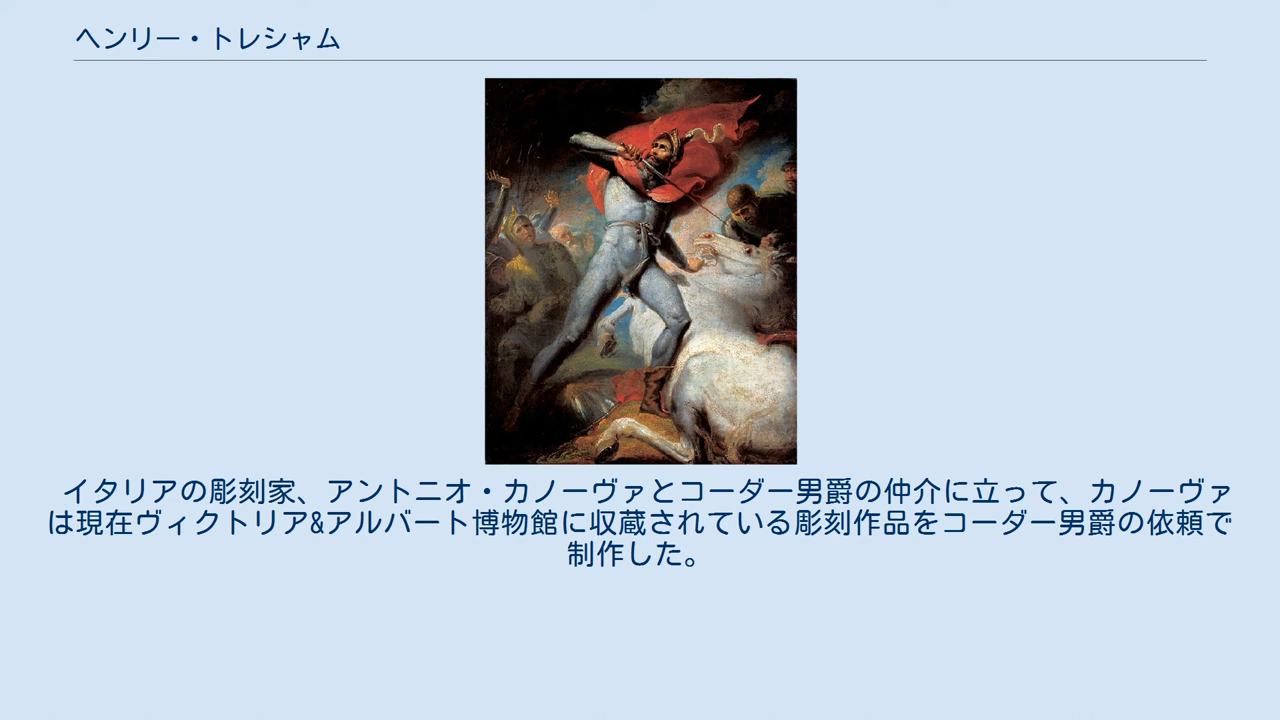 ヘンリー・トレシャム
イタリアの彫刻家、アントニオ・カノーヴァとコーダー男爵の仲介に立って、カノーヴァ
は現在ヴィクトリア&アルバート博物館に収蔵されている彫刻作品をコーダー男爵の依頼で
制作した。